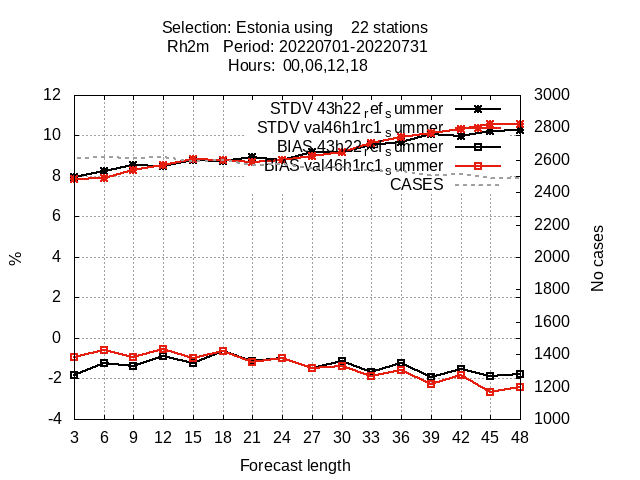 Selection: Estonia using 22 stations
Rh2m Period: 20220701-20220731
Hours: 00,06,12,18
12
10
8
6
4
2
0
-2
-4
%
3000
2800
2600
2400
2200
2000
1800
1600
1400
1200
1000
No cases
STDV 43h22_ref_summer
STDV val46h1rc1_summer
BIAS 43h22_ref_summer
BIAS val46h1rc1_summer
CASES
3 6 9 12 15 18 21 24 27 30 33 36 39 42 45 48
Forecast length